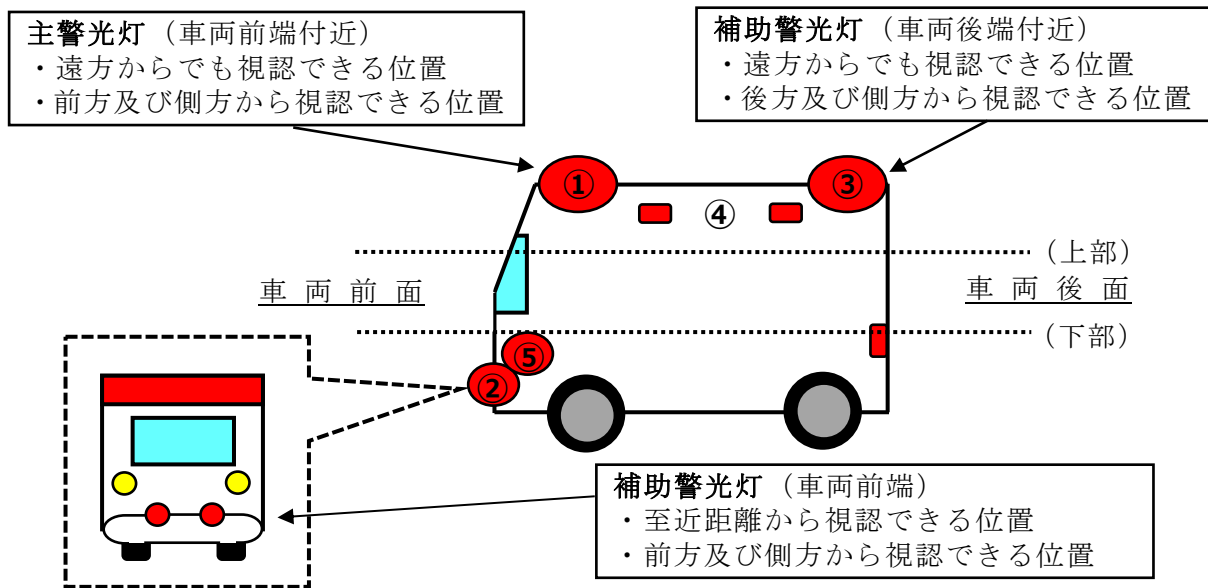 主警光灯（車両前端付近）
・遠方からでも視認できる位置
・前方及び側方から視認できる位置
補助警光灯（車両後端付近）
・遠方からでも視認できる位置
・後方及び側方から視認できる位置
①
③
④
（上部）
車両前面
車両後面
（下部）
⑤
②
補助警光灯（車両前端）
・至近距離から視認できる位置
・前方及び側方から視認できる位置